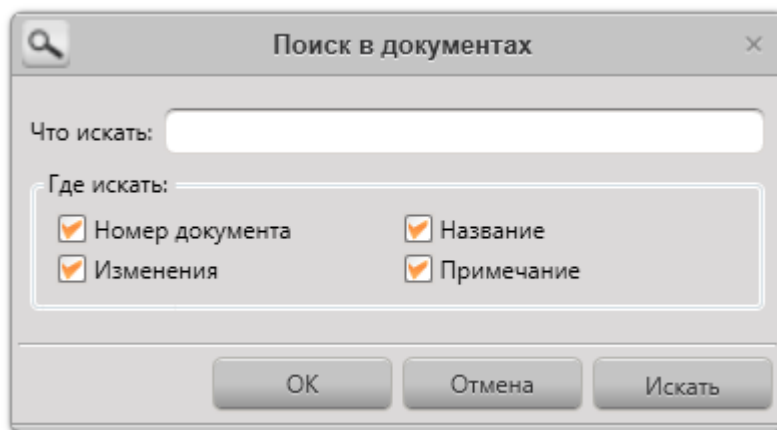 Поиск в документах
Что искать:
Где искать:
Номер документа
Название
Изменения
Примечание
OK
Отмена
Искать